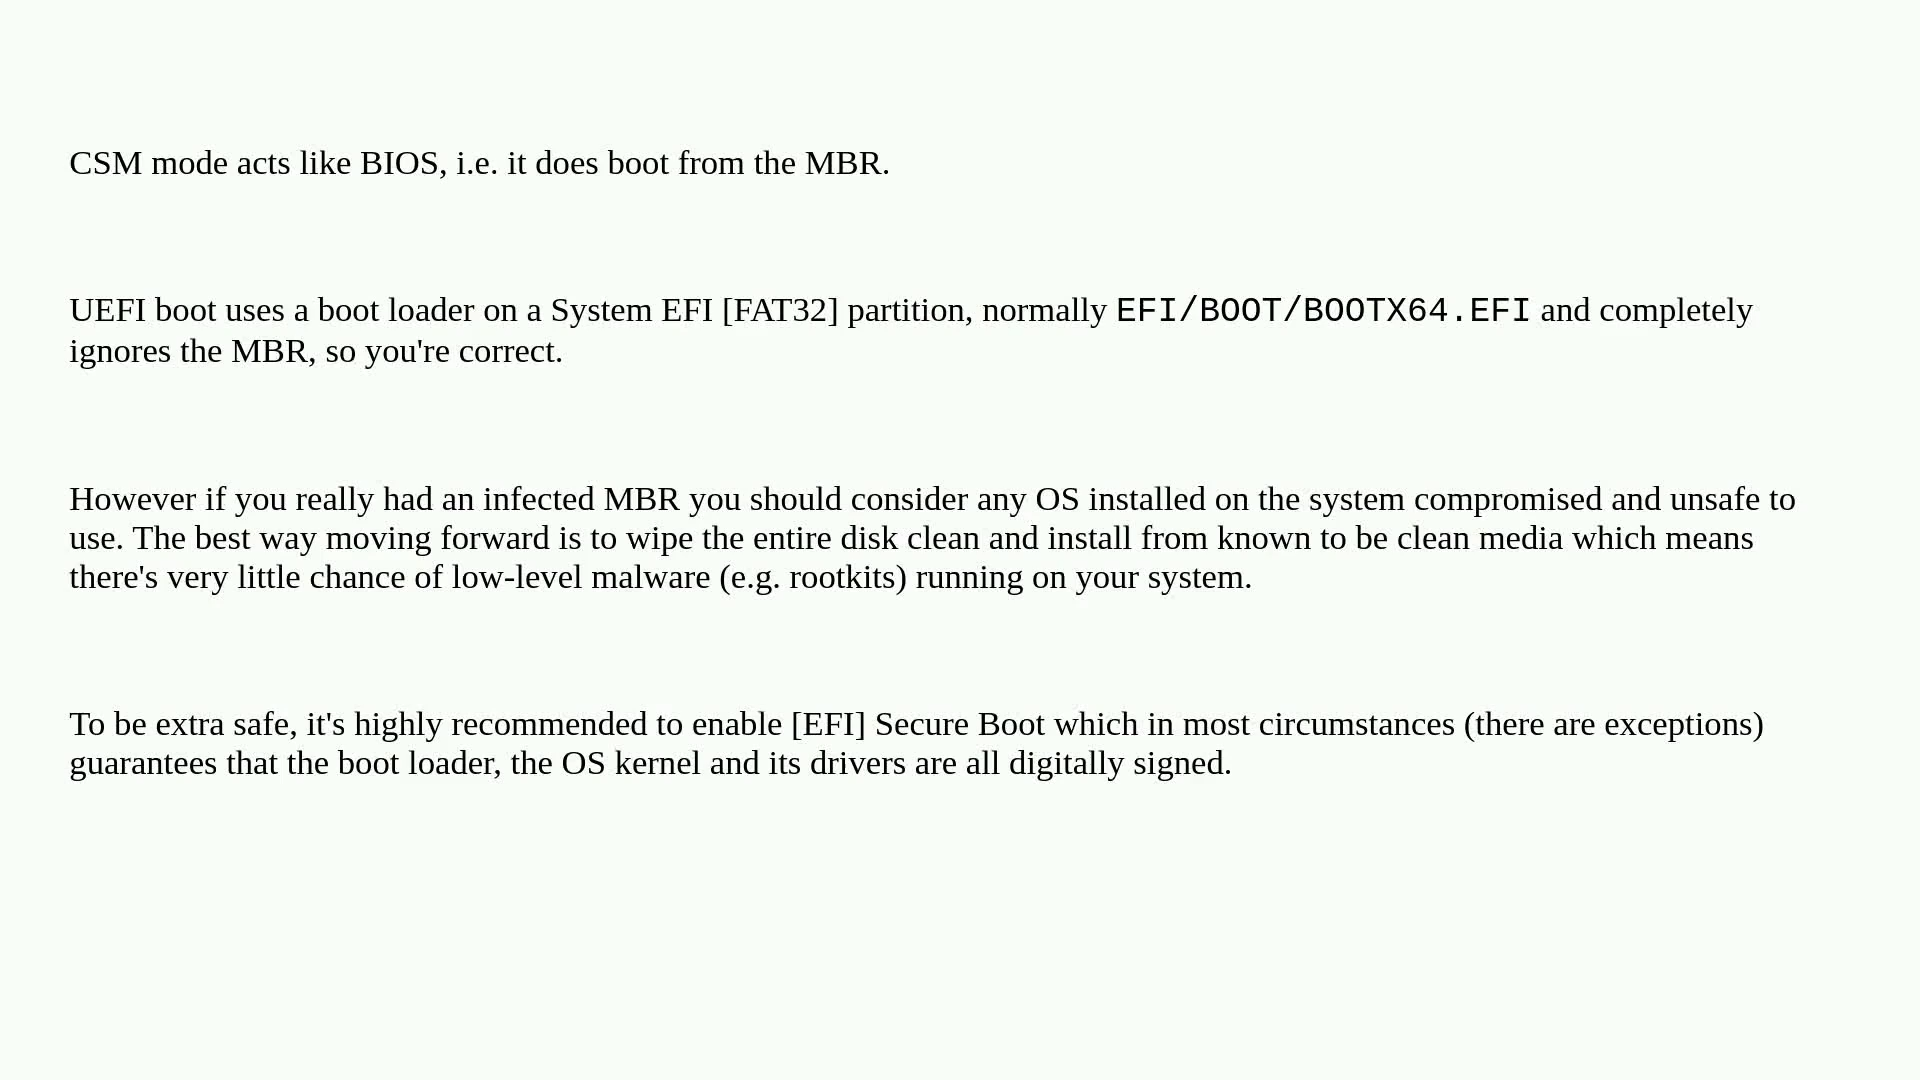 CSM mode acts like BIOS, i.e. it does boot from the MBR.
UEFI boot uses a boot loader on a System EFI [FAT32] partition, normally EFI/BOOT/BOOTX64.EFI and completely
ignores the MBR, so you're correct.
However if you really had an infected MBR you should consider any OS installed on the system compromised and unsafe to
use. The best way moving forward is to wipe the entire disk clean and install from known to be clean media which means
there's very little chance of low-level malware (e.g. rootkits) running on your system.
To be extra safe, it's highly recommended to enable [EFI] Secure Boot which in most circumstances (there are exceptions)
guarantees that the boot loader, the OS kernel and its drivers are all digitally signed.